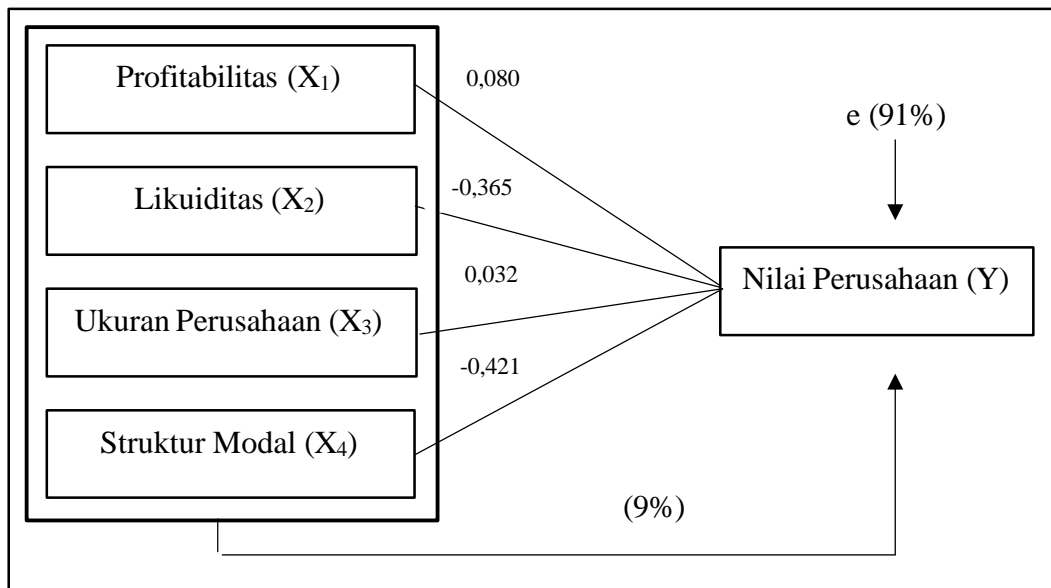 Profitabilitas (X₁)
0,080
e (91%)
-0,365
Likuiditas (X₂)
Nilai Perusahaan (Y)
0,032
Ukuran Perusahaan (X₃)
-0,421
Struktur Modal (X₄)
(9%)